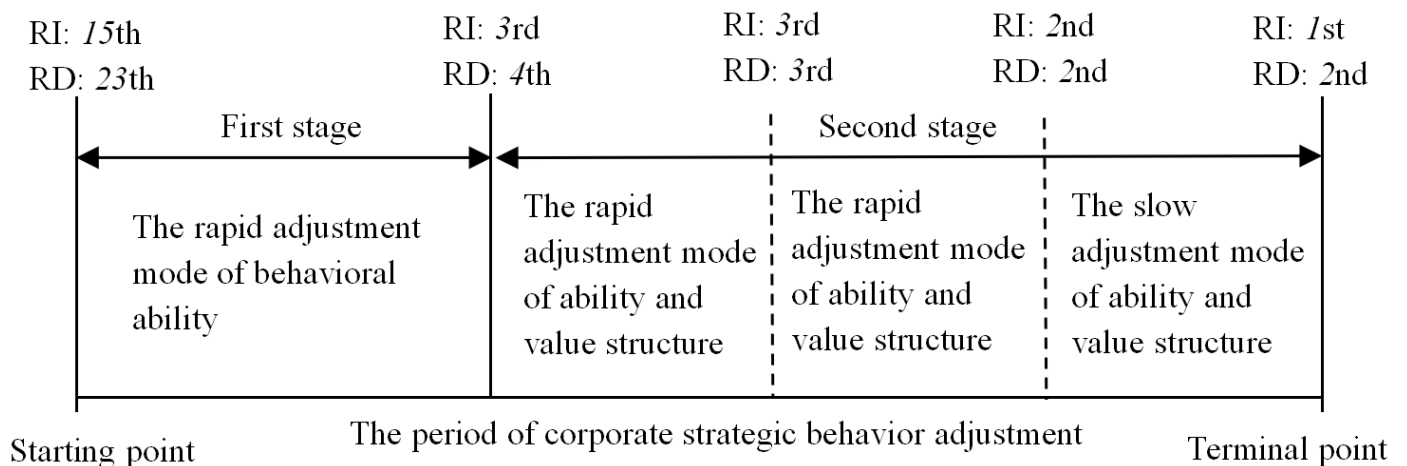 RI: 15th
RD: 23th
RI: 3rd
RD: 4th
RI: 3rd
RD: 3rd
RI: 2nd
RD: 2nd
RI: 1st
RD: 2nd
First stage
Second stage
The rapid adjustment
mode of behavioral
ability
The rapid
adjustment mode
of ability and
value structure
The rapid
adjustment mode
of ability and
value structure
The slow
adjustment mode
of ability and
value structure
Starting point
The period of corporate strategic behavior adjustment
Terminal point